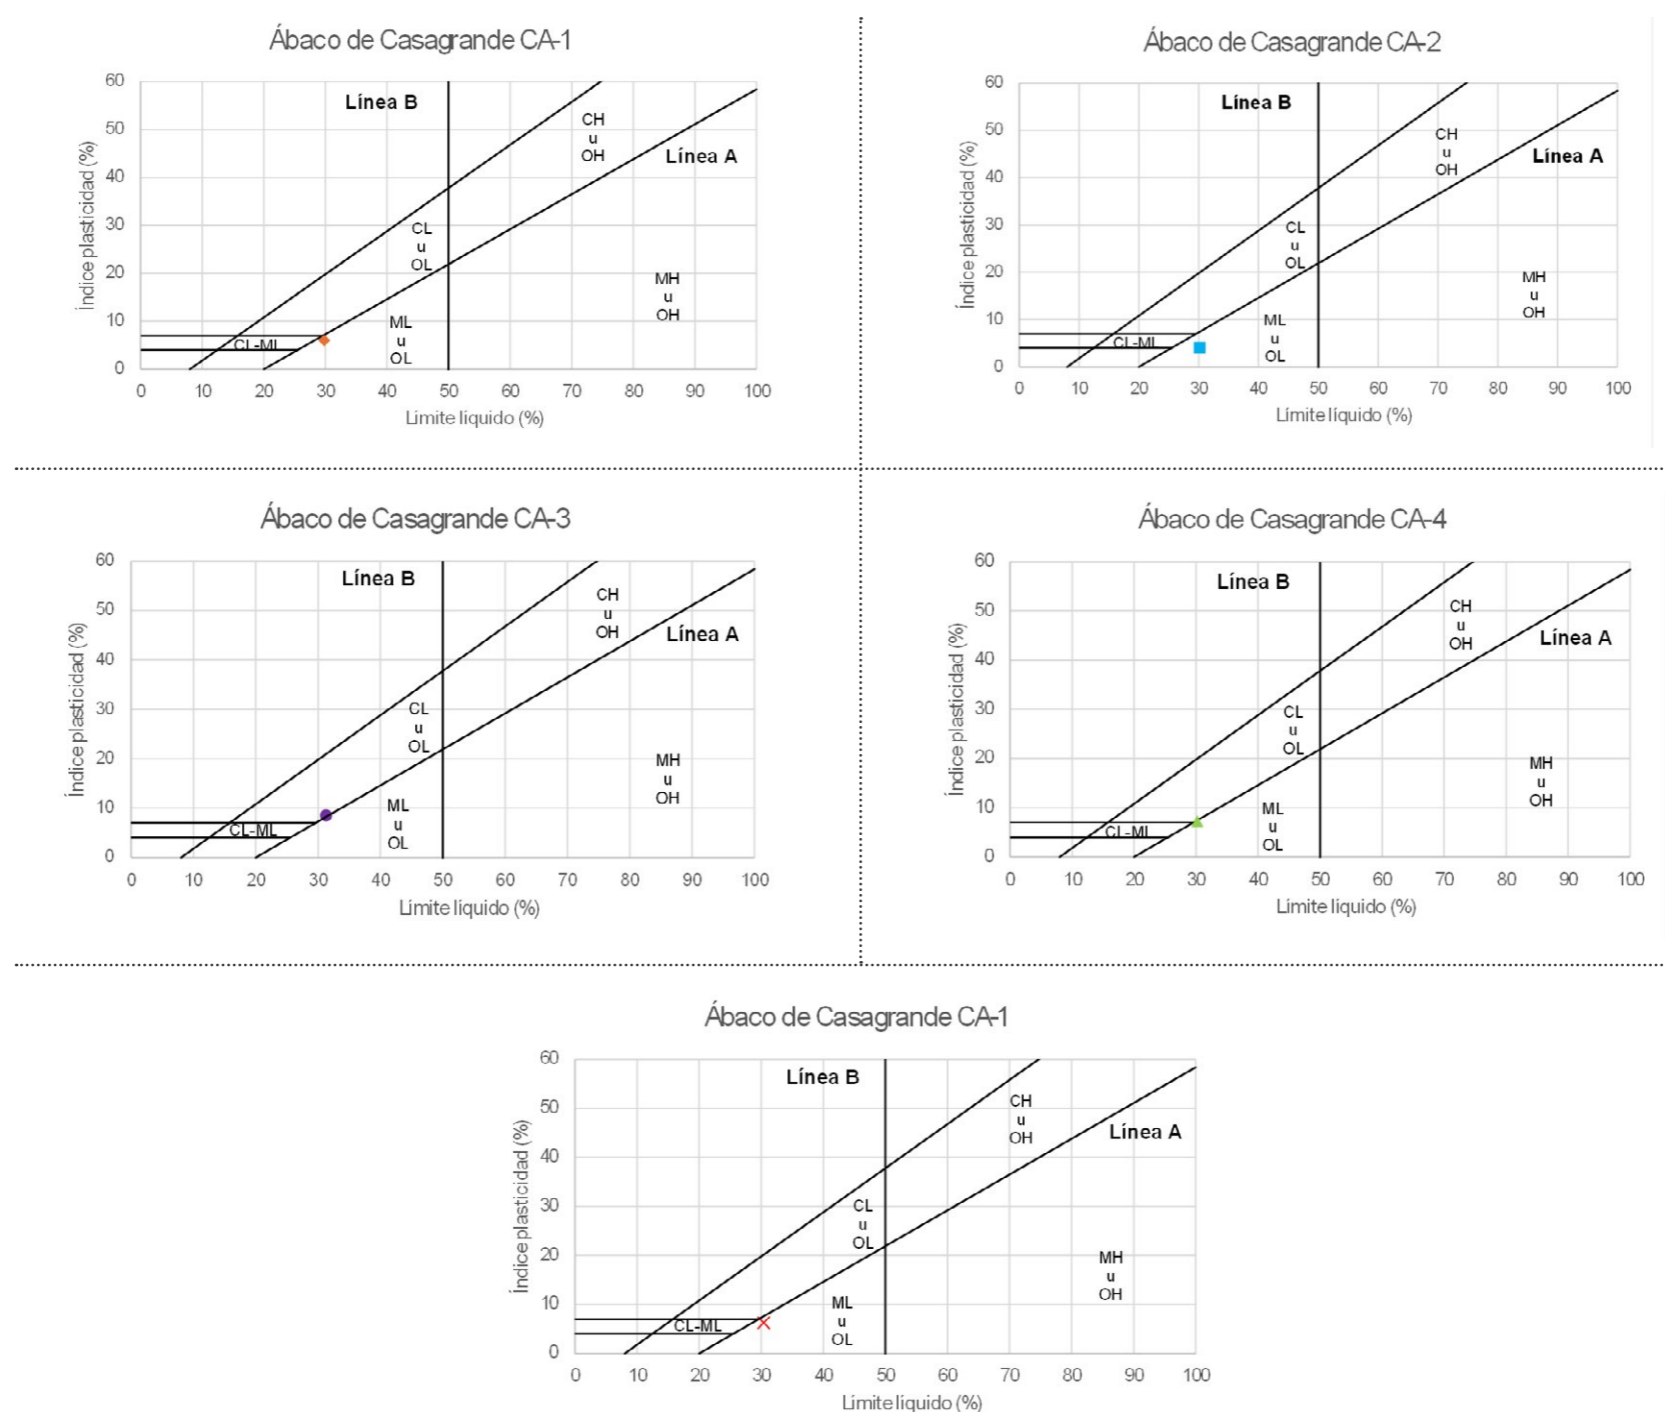 Ábaco de Casagrande CA-1
60
50
40
30
20
10
0
Índice plasticidad (%)
Línea B
CH
u
OH
Línea A
CL
u
OL
MH
u
OH
ML
u
OL
CL-ML
0 10 20 30 40 50 60 70 80 90 100
Límite líquido (%)
Ábaco de Casagrande CA-2
60
50
40
30
20
10
0
Índice plasticidad (%)
Línea B
CH
u
OH
Línea A
CL
u
OL
MH
u
OH
ML
u
OL
CL-ML
0 10 20 30 40 50 60 70 80 90 100
Límite líquido (%)
Ábaco de Casagrande CA-3
60
50
40
30
20
10
0
Índice plasticidad (%)
Línea B
CH
u
OH
Línea A
CL
u
OL
MH
u
OH
ML
u
OL
CL-ML
0 10 20 30 40 50 60 70 80 90 100
Límite líquido (%)
Ábaco de Casagrande CA-4
60
50
40
30
20
10
0
Índice plasticidad (%)
Línea B
CH
u
OH
Línea A
CL
u
OL
MH
u
OH
ML
u
OL
CL-ML
0 10 20 30 40 50 60 70 80 90 100
Límite líquido (%)
Ábaco de Casagrande CA-1
60
50
40
30
20
10
0
Índice plasticidad (%)
Línea B
CH
u
OH
Línea A
CL
u
OL
MH
u
OH
ML
u
OL
CL-ML
0 10 20 30 40 50 60 70 80 90 100
Límite líquido (%)